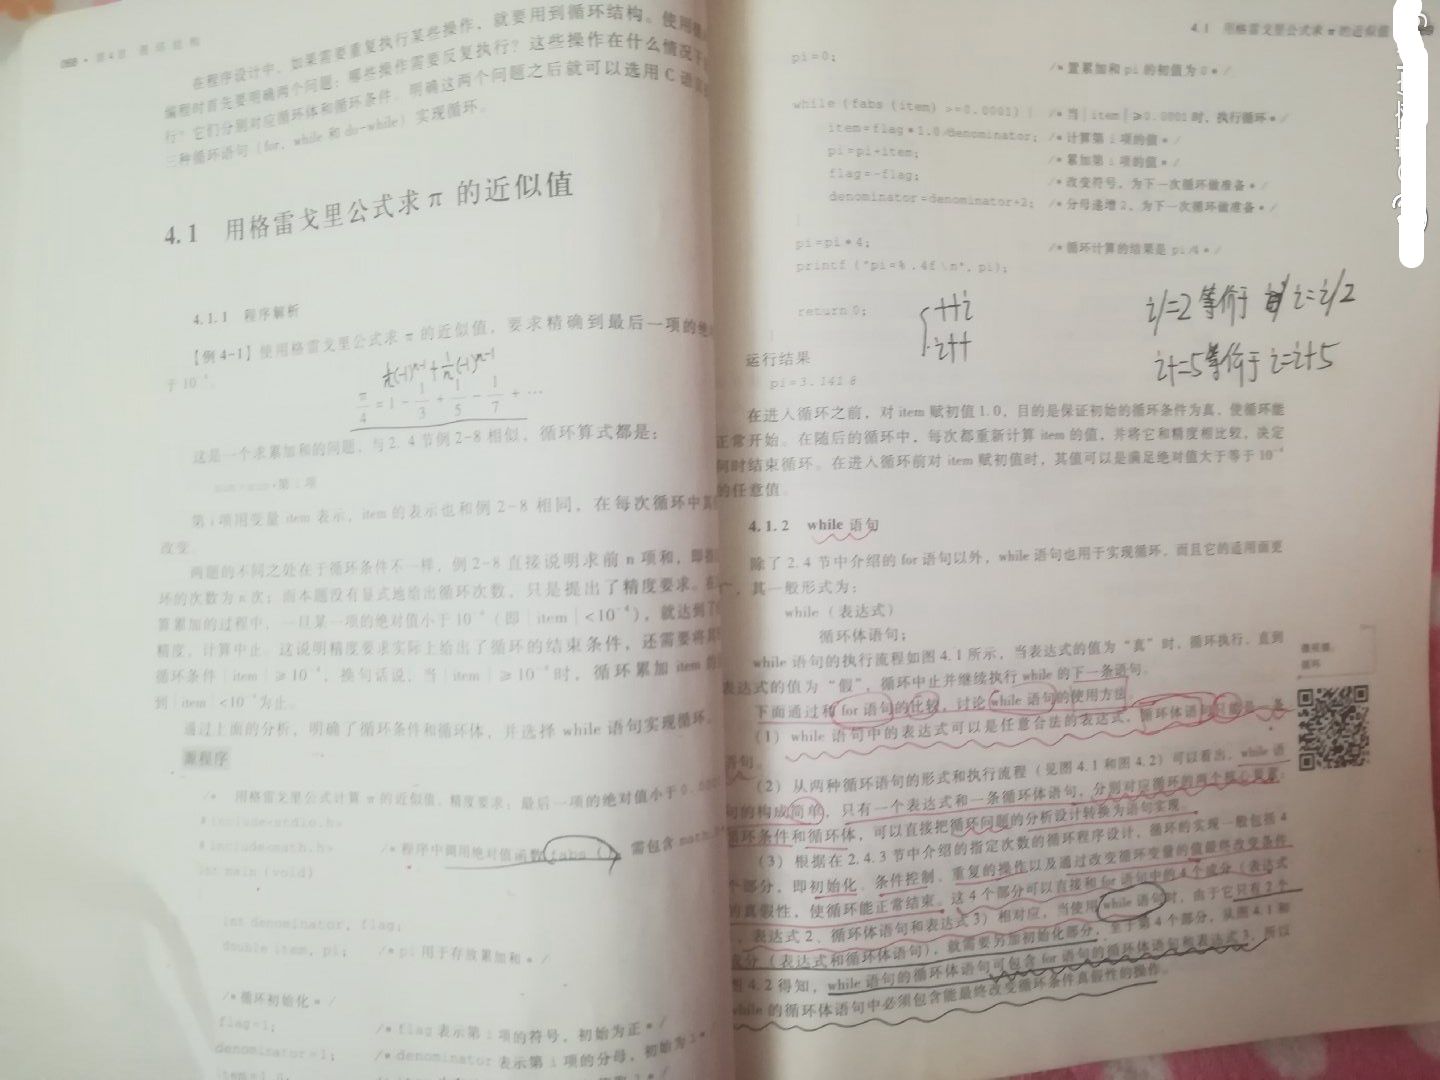 068 · 第4章 循环结构
在程序设计中，如果需要重复执行某些操作，就要用到循环结构。使用
编程时首先要明确两个问题：哪些操作需要反复执行？这些操作在什么情况下
行？它们分别对应循环体和循环条件。明确这两个问题之后就可以选用 C 语言
三种循环语句（for、while 和 do-while）实现循环。
4.1 用格雷戈里公式求 π 的近似值
4.1.1 程序解析
【例 4-1】使用格雷戈里公式求 π 的近似值，要求精确到最后一项的绝
于 10⁻⁴。
π/4 = 1 - 1/3 + 1/5 - 1/7 + …
这是一个求累加和的问题，与 2.4 节例 2-8 相似，循环算式都是：
sum=sum+第 i 项
第 i 项用变量 item 表示，item 的表示也和例 2-8 相同，在每次循环中其
改变。
两题的不同之处在于循环条件不一样，例 2-8 直接说明求前 n 项和，即指
环的次数为 n 次；而本题没有显式地给出循环次数，只是提出了精度要求。在
算累加的过程中，一旦某一项的绝对值小于 10⁻⁴（即|item|<10⁻⁴），就达到了
精度，计算中止。这说明精度要求实际上给出了循环的结束条件，还需要将其
循环条件|item|≥10⁻⁴，换句话说，当|item|≥10⁻⁴时，循环累加 item 的
到|item|<10⁻⁴为止。
通过上面的分析，明确了循环条件和循环体，并选择 while 语句实现循环。
源程序
/* 用格雷戈里公式计算 π 的近似值，精度要求：最后一项的绝对值小于 0.000
#include<stdio.h>
#include<math.h> /*程序中调用绝对值函数 fabs ()，需包含 math.h
int main (void)
int denominator, flag;
double item, pi; /*pi 用于存放累加和*/
/*循环初始化*/
flag=1; /*flag 表示第 i 项的符号，初始为正*/
denominator=1; /*denominator 表示第 i 项的分母，初始为 1*
item=1.0;
4.1 用格雷戈里公式求 π 的近似值
pi=0; /*置累加和 pi 的初值为 0*/
while (fabs (item) >=0.0001) { /*当|item|≥0.0001 时，执行循环*/
item=flag*1.0/denominator; /*计算第 i 项的值*/
pi=pi+item; /*累加第 i 项的值*/
flag=-flag; /*改变符号，为下一次循环做准备*/
denominator=denominator+2; /*分母递增 2，为下一次循环做准备*/
pi=pi*4; /*循环计算的结果是 pi/4*/
printf ("pi=%.4f\n", pi);
return 0;
++i
i++
i/=2 等价于 i=i/2
i+=5 等价于 i=i+5
运行结果
pi=3.1418
在进入循环之前，对 item 赋初值 1.0，目的是保证初始的循环条件为真，使循环能
正常开始。在随后的循环中，每次都重新计算 item 的值，并将它和精度相比较，决定
何时结束循环。在进入循环前对 item 赋初值时，其值可以是满足绝对值大于等于 10⁻⁴
的任意值。
4.1.2 while 语句
除了 2.4 节中介绍的 for 语句以外，while 语句也用于实现循环，而且它的适用面更
，其一般形式为：
while（表达式）
循环体语句；
while 语句的执行流程如图 4.1 所示，当表达式的值为“真”时，循环执行，直到
表达式的值为“假”，循环中止并继续执行 while 的下一条语句。
下面通过和 for 语句的比较，讨论 while 语句的使用方法。
（1）while 语句中的表达式可以是任意合法的表达式，循环体语句只能是一条
语句。
（2）从两种循环语句的形式和执行流程（见图 4.1 和图 4.2）可以看出，while 语
句的构成简单，只有一个表达式和一条循环体语句，分别对应循环的两个核心要素：
循环条件和循环体，可以直接把循环问题的分析设计转换为语句实现。
（3）根据在 2.4.3 节中介绍的指定次数的循环程序设计，循环的实现一般包括 4
个部分，即初始化、条件控制、重复的操作以及通过改变循环变量的值最终改变条件
的真假性，使循环能正常结束。这 4 个部分可以直接和 for 语句中的 4 个成分（表达式
、表达式 2、循环体语句和表达式 3）相对应，当使用 while 语句时，由于它只有 2 个
成分（表达式和循环体语句），就需要另加初始化部分，至于第 4 个部分，从图 4.1 和
图 4.2 得知，while 语句的循环体语句可包含 for 语句的循环体语句和表达式 3，所以
while 的循环体语句中必须包含能最终改变循环条件真假性的操作。
微视频：
循环